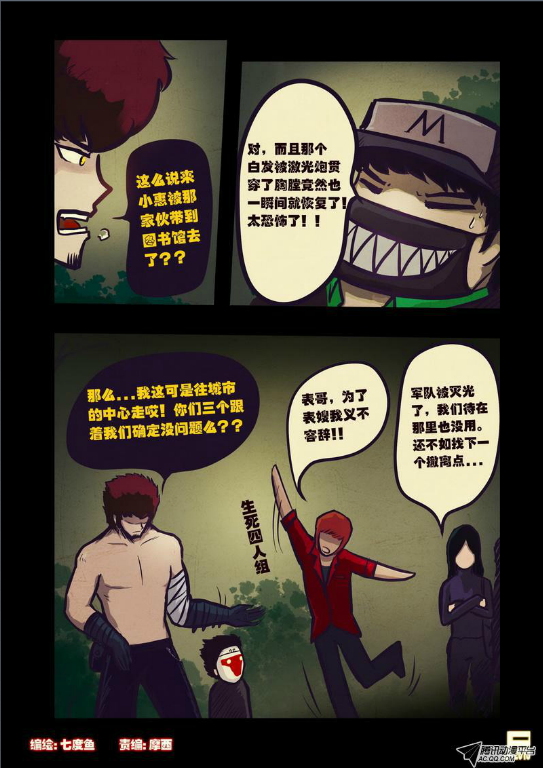 这么说来
小惠被那
家伙带到
图书馆去
了？？
M
对，而且那个
白发被激光炮贯
穿了胸膛竟然也
一瞬间就恢复了！
太恐怖了！！
那么...我这可是往城市
的中心走哎！你们三个跟
着我们确定没问题么？？
表哥，为了
表嫂我义不
容辞!!
军队被灭光
了，我们待在
那里也没用。
还不如找下一
个撤离点...
生死四人组
编绘:七度鱼 责编:摩西
腾讯动漫平台
AC.QQ.COM